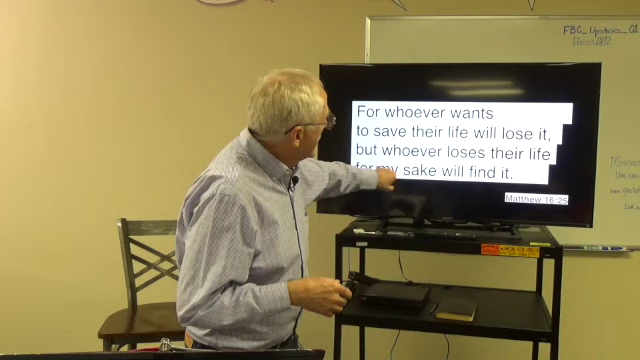 FBC_Updates_01
For whoever wants
to save their life will lose it,
but whoever loses their life
for my sake will find it.
Matthew 16:25